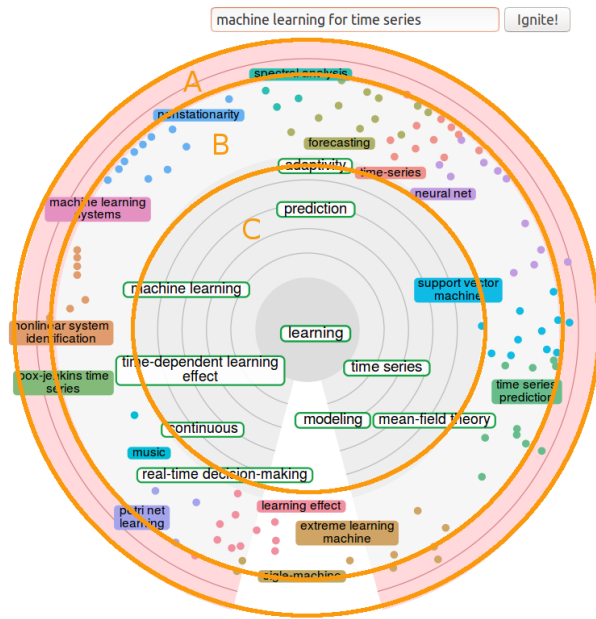 machine learning for time series
Ignite!
A
spectral analysis
nonstationarity
B
forecasting
adaptivity
time-series
neural net
machine learning
systems
prediction
C
machine learning
support vector
machine
nonlinear system
identification
learning
time-dependent learning
effect
time series
box-jenkins time
series
time series
prediction
modeling
mean-field theory
continuous
music
real-time decision-making
petri net
learning
learning effect
extreme learning
machine
sigle-machine